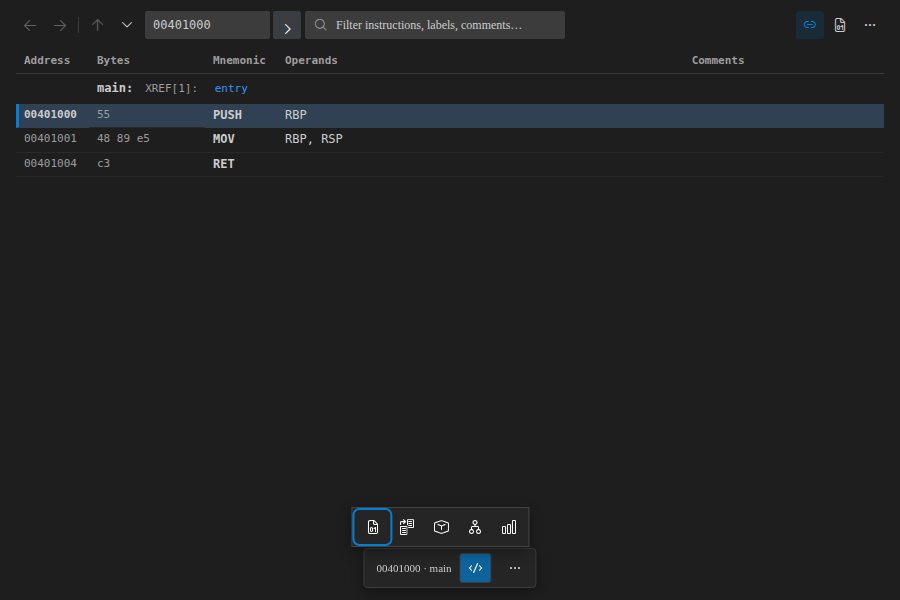 00401000 Filter instructions, labels, comments…
Address Bytes Mnemonic Operands Comments
main: XREF[1]: entry
00401000 55 PUSH RBP
00401001 48 89 e5 MOV RBP, RSP
00401004 c3 RET
00401000 · main